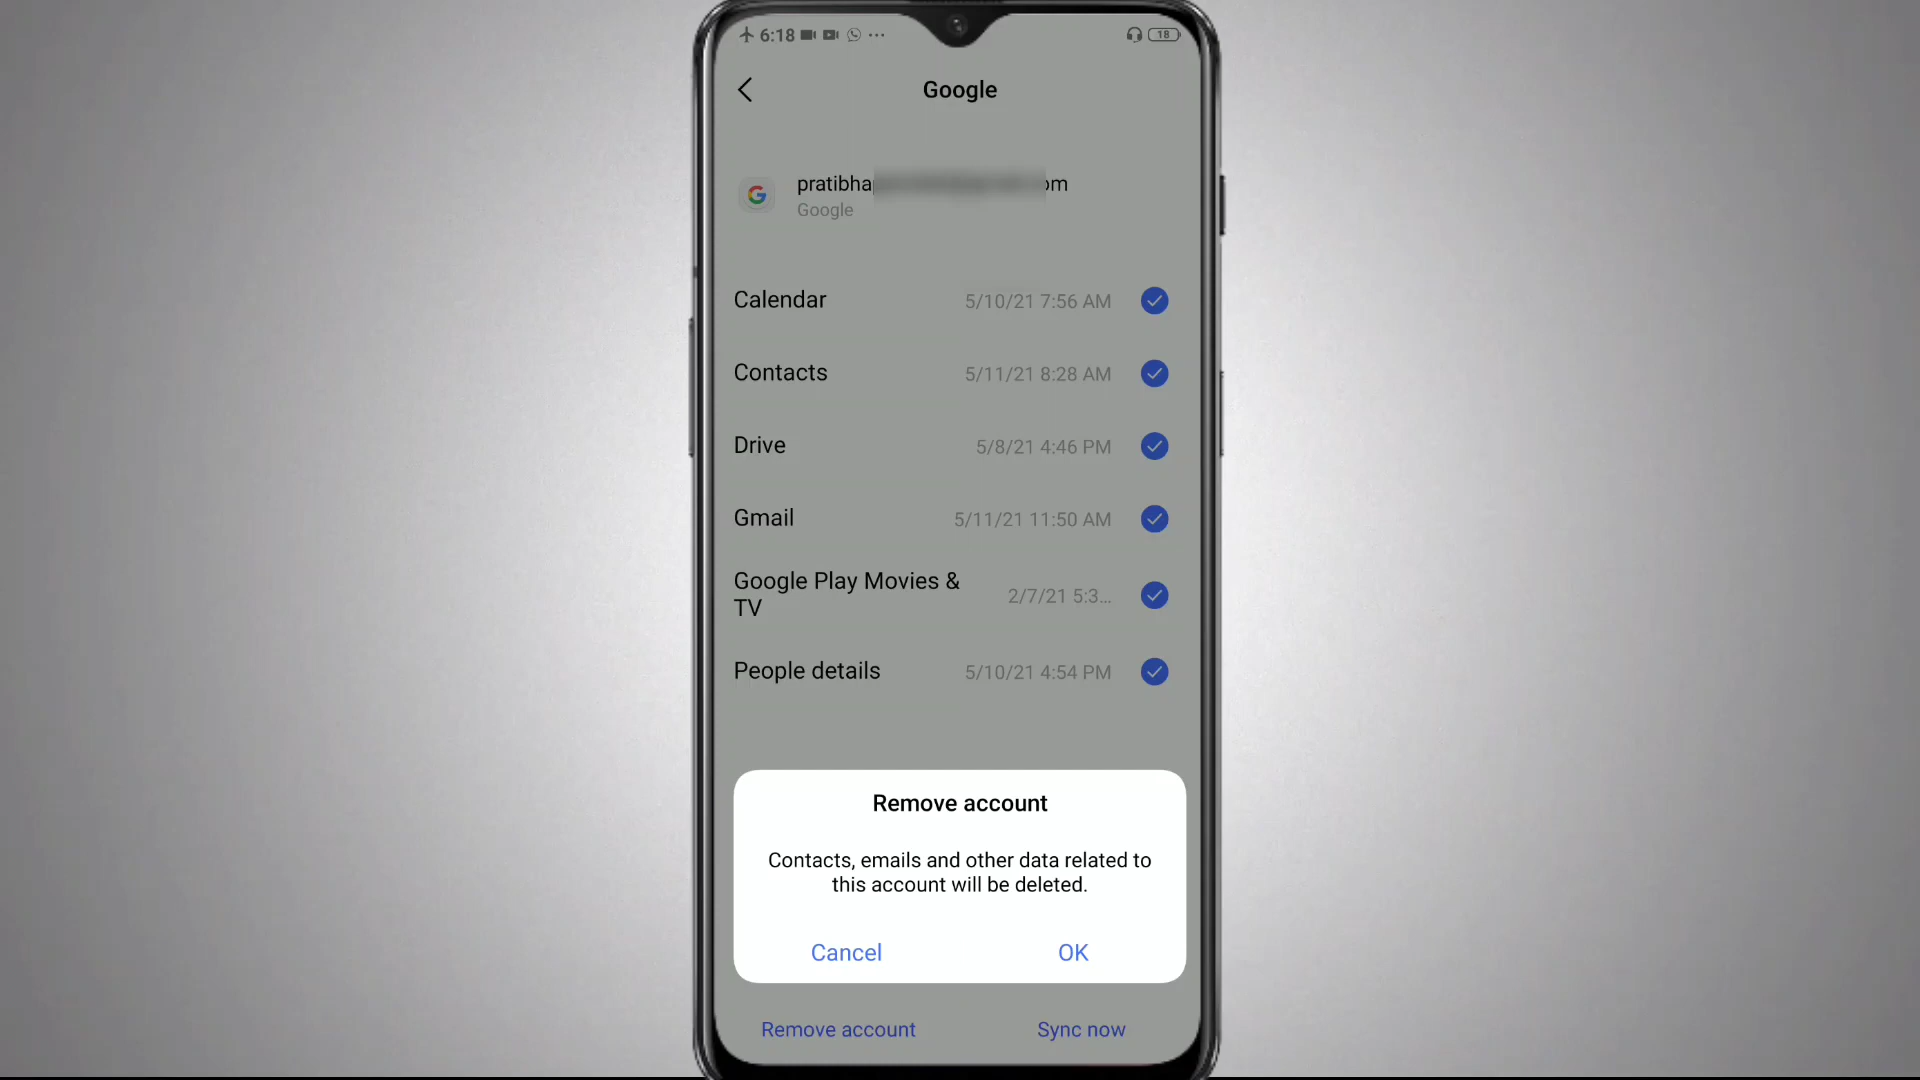 6:18
18
Google
pratibha
om
Google
Calendar 5/10/21 7:56 AM
Contacts 5/11/21 8:28 AM
Drive 5/8/21 4:46 PM
Gmail 5/11/21 11:50 AM
Google Play Movies &
TV 2/7/21 5:3...
People details 5/10/21 4:54 PM
Remove account
Contacts, emails and other data related to
this account will be deleted.
Cancel OK
Remove account Sync now